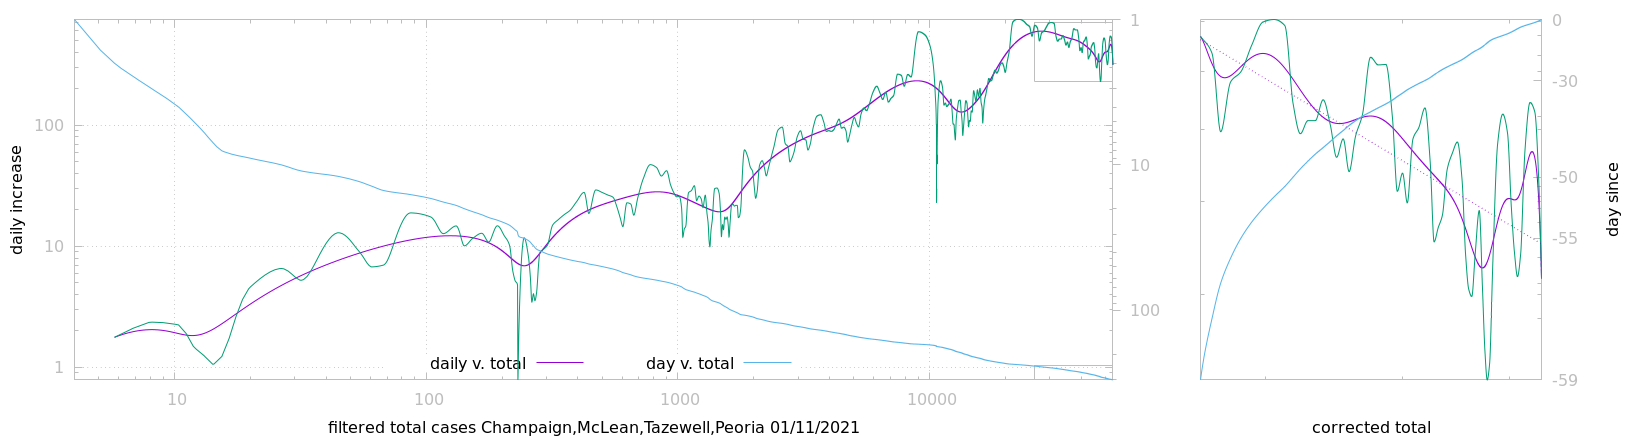 daily increase
100
10
1
10
100
1000
10000
1
10
100
daily v. total
day v. total
filtered total cases Champaign,McLean,Tazewell,Peoria 01/11/2021
0
-30
-50
-55
-59
day since
corrected total